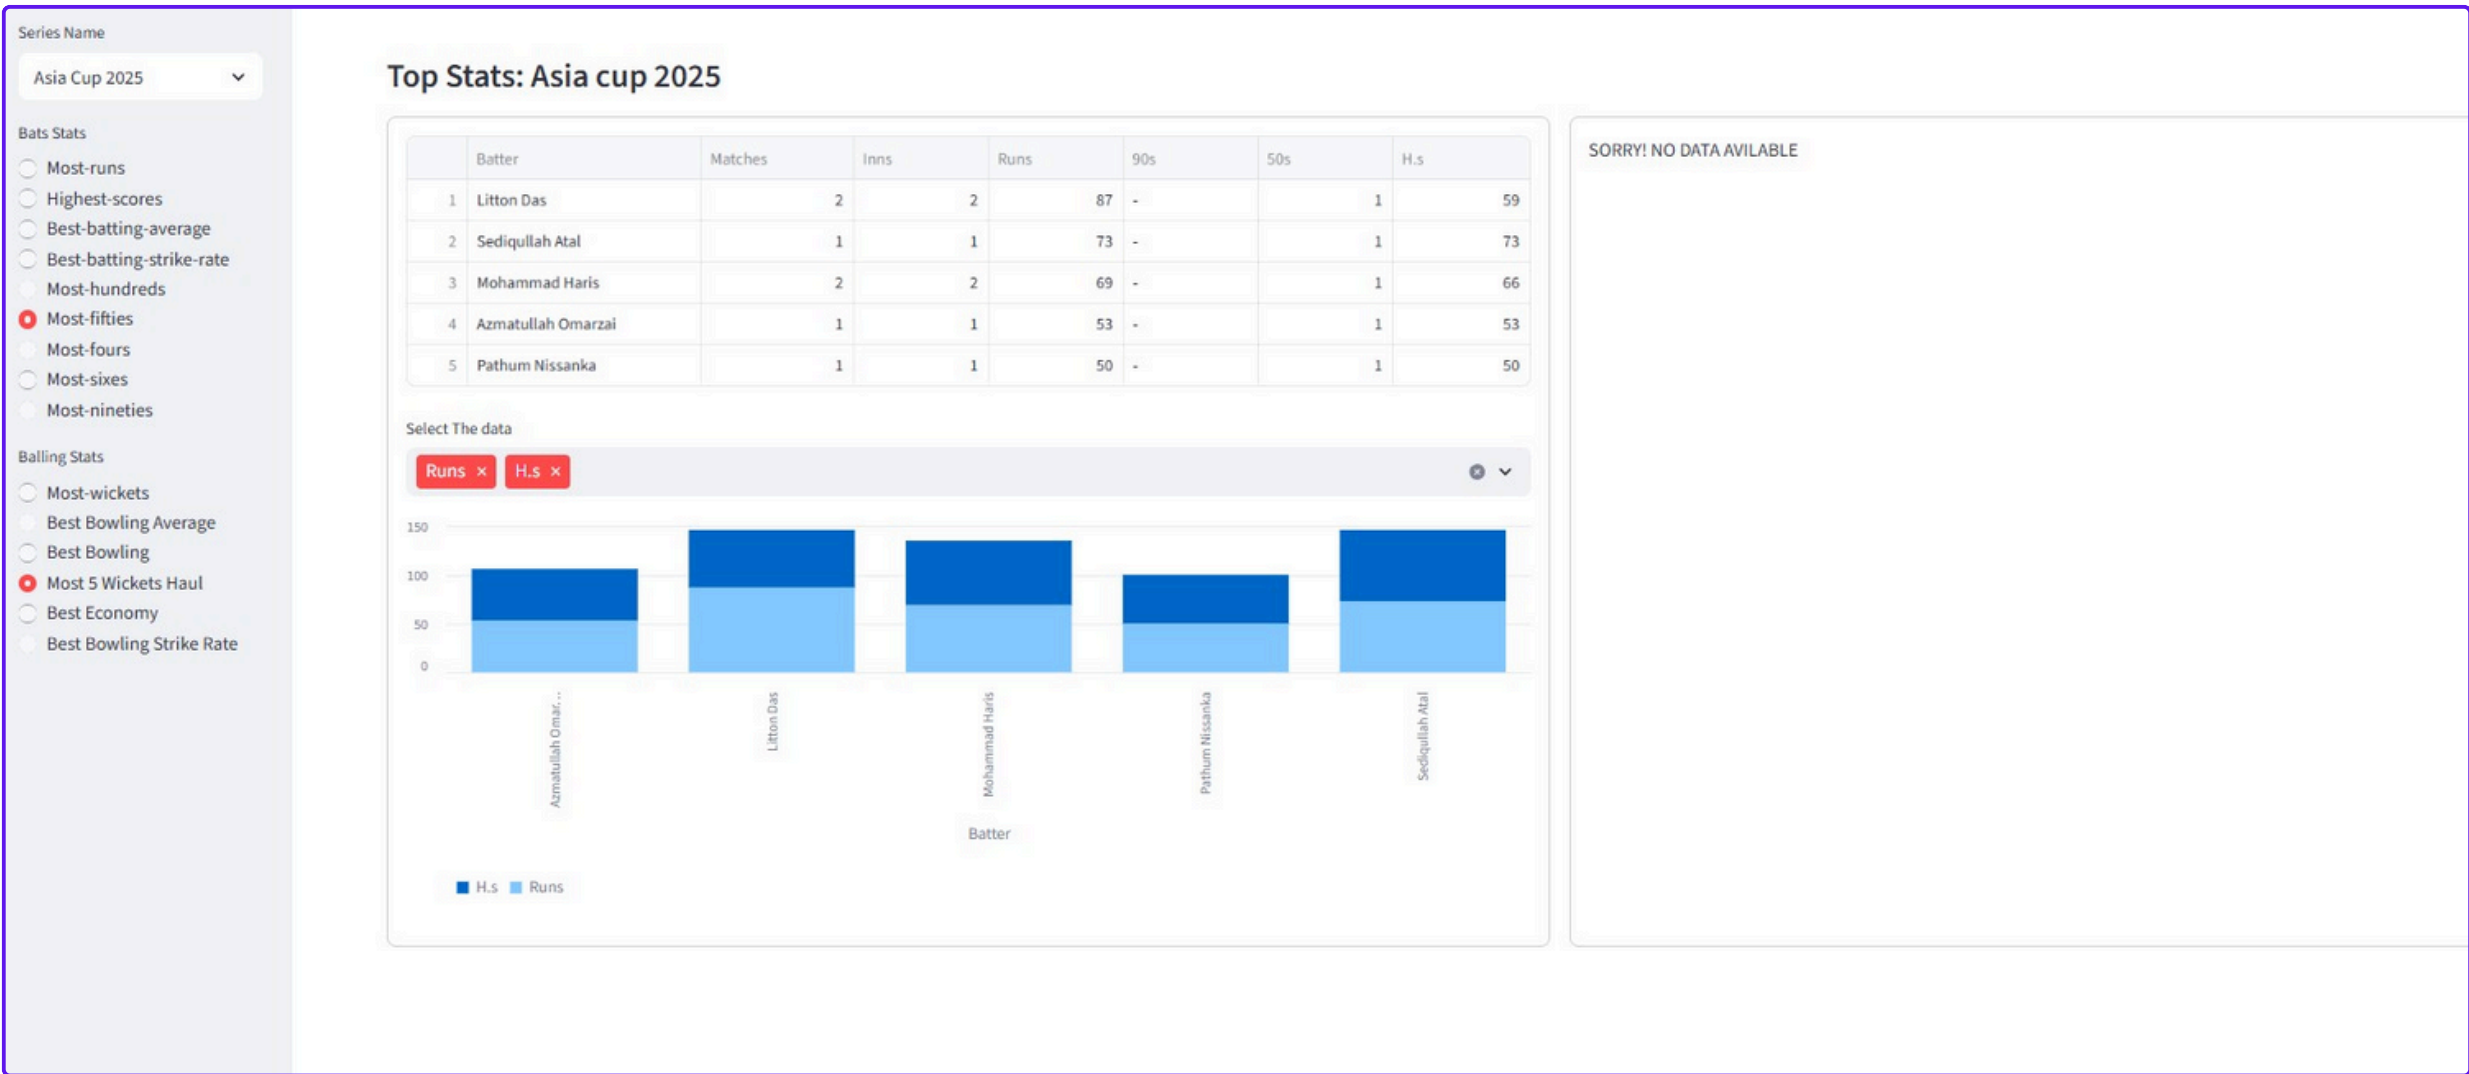 Series Name
Asia Cup 2025
Bats Stats
Most-runs
Highest-scores
Best-batting-average
Best-batting-strike-rate
Most-hundreds
Most-fifties
Most-fours
Most-sixes
Most-nineties
Balling Stats
Most-wickets
Best Bowling Average
Best Bowling
Most 5 Wickets Haul
Best Economy
Best Bowling Strike Rate
Top Stats: Asia cup 2025
Batter Matches Inns Runs 90s 50s H.s
1 Litton Das 2 2 87 - 1 59
2 Sediqullah Atal 1 1 73 - 1 73
3 Mohammad Haris 2 2 69 - 1 66
4 Azmatullah Omarzai 1 1 53 - 1 53
5 Pathum Nissanka 1 1 50 - 1 50
Select The data
Runs × H.s ×
150
100
50
0
Azmatullah Omar…
Litton Das
Mohammad Haris
Pathum Nissanka
Sediqullah Atal
Batter
H.s Runs
SORRY! NO DATA AVILABLE